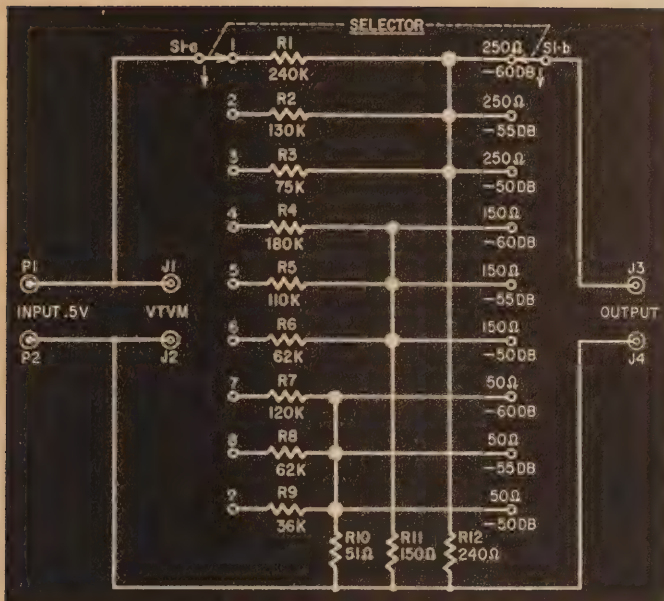 SELECTOR
S1-a 1 R1 250Ω S1-b
240K -60DB
2 R2 250Ω
130K -55DB
3 R3 250Ω
75K -50DB
4 R4 150Ω
180K -60DB
P1 J1 5 R5 150Ω J3
110K -55DB
INPUT .5V VTVM 6 R6 150Ω OUTPUT
P2 J2 62K -50DB J4
7 R7 50Ω
120K -60DB
8 R8 50Ω
62K -55DB
9 R9 50Ω
36K -50DB
R10 R11 R12
51Ω 150Ω 240Ω